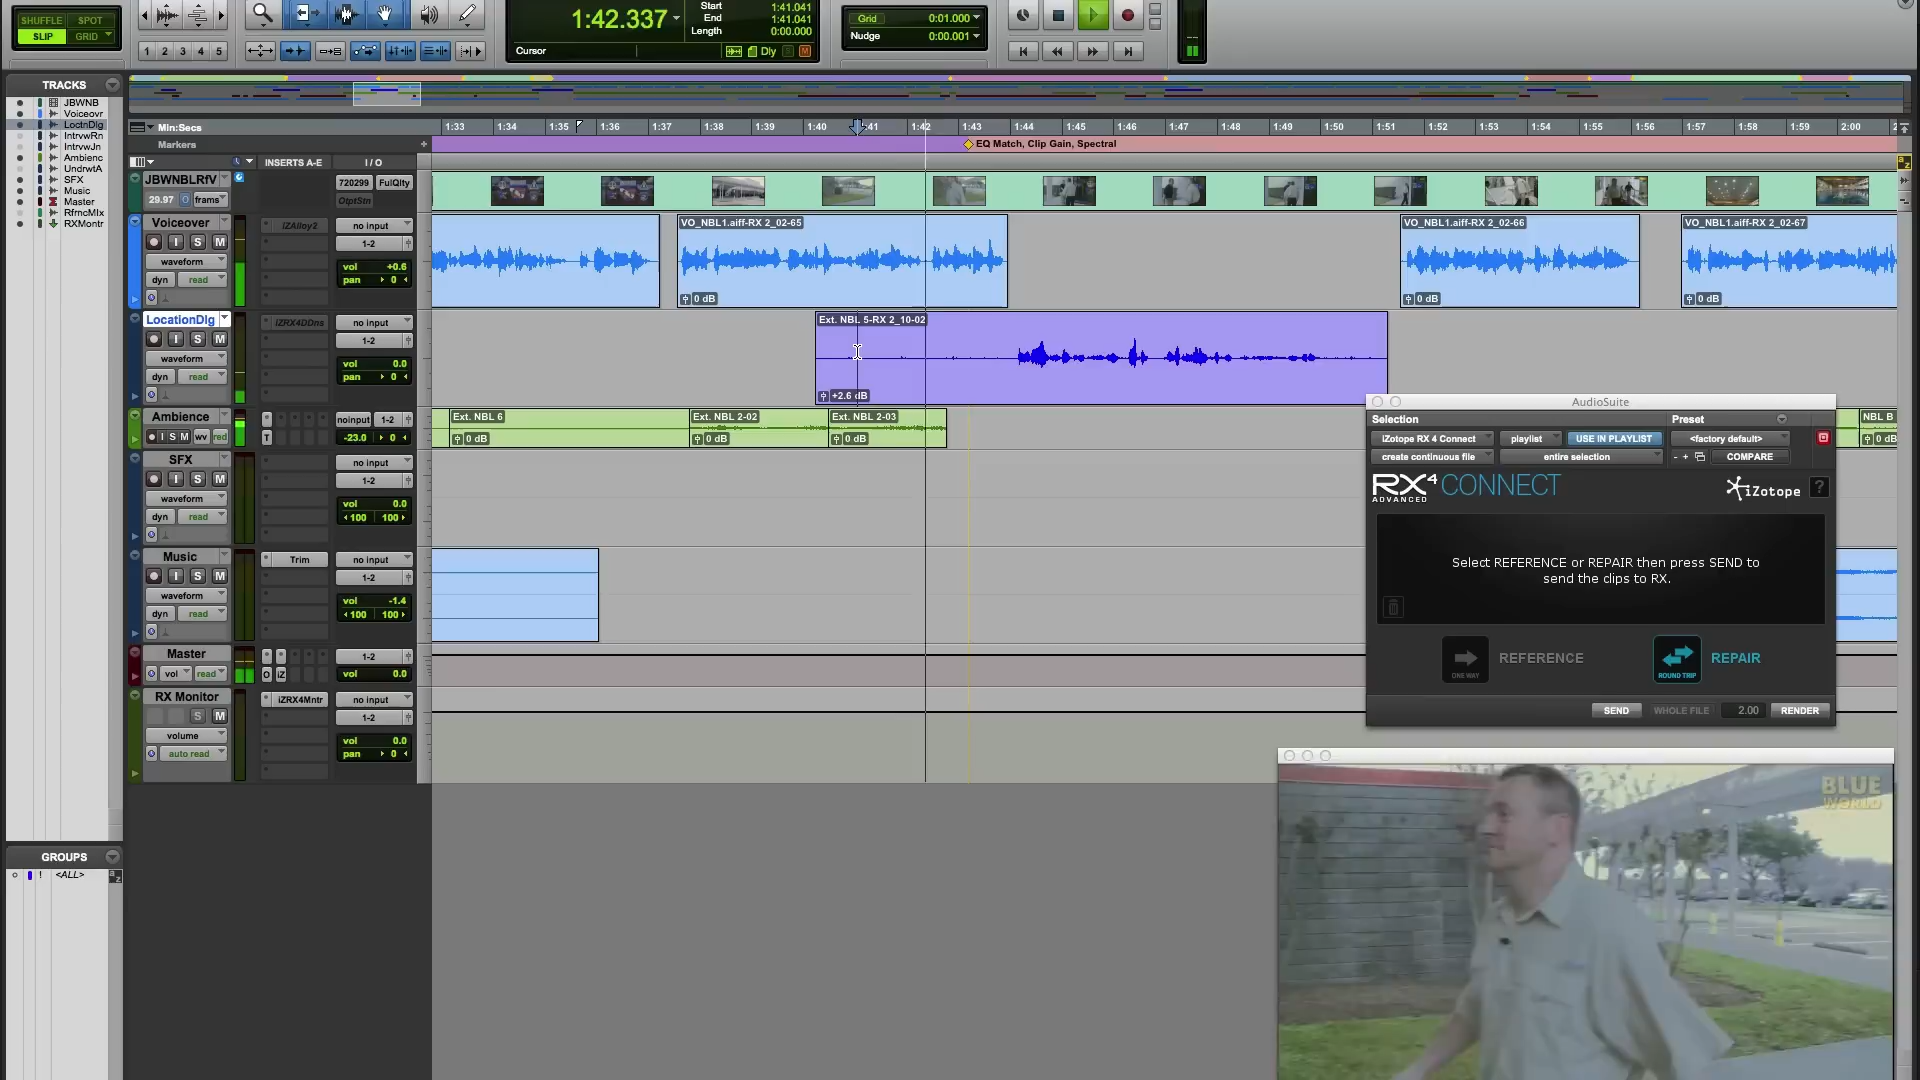 SHUFFLE SPOT
SLIP GRID
1 2 3 4 5
1:42.337
Start 1:41.041
End 1:41.041
Length 0:00.000
Cursor
Dly S M
Grid 0:01.000
Nudge 0:00.001
TRACKS
JBWNB
Voiceovr
LoctnDlg
IntrvwRn
IntrvwJn
Ambienc
UndrwtA
SFX
Music
Master
RfrncMIx
RXMontr
GROUPS
! <ALL>
Min:Secs
1:33 1:34 1:35 1:36 1:37 1:38 1:39 1:40 1:41 1:42 1:43 1:44 1:45 1:46 1:47 1:48 1:49 1:50 1:51 1:52 1:53 1:54 1:55 1:56 1:57 1:58 1:59 2:00
Markers
EQ Match, Clip Gain, Spectral
INSERTS A-E I / O
JBWNBLRfV 720299 FulQlty
29.97 frams OtptStn
Voiceover iZAlloy2 no input
I S M 1-2
waveform vol +0.6
dyn read pan 0
VO_NBL1.aiff-RX 2_02-65 VO_NBL1.aiff-RX 2_02-66 VO_NBL1.aiff-RX 2_02-67
0 dB 0 dB 0 dB
LocationDlg iZRX4DDns no input
I S M 1-2
waveform vol 0.0
dyn read pan 0
Ext. NBL 5-RX 2_10-02
+2.6 dB
Ambience noinput 1-2
I S M wv red T -23.0 0
Ext. NBL 6 Ext. NBL 2-02 Ext. NBL 2-03 NBL B
0 dB 0 dB 0 dB 0 dB
SFX no input
I S M 1-2
waveform vol 0.0
dyn read 100 100
Music Trim no input
I S M 1-2
waveform vol -1.4
dyn read 100 100
Master 1-2
vol read O iZ vol 0.0
RX Monitor iZRX4Mntr no input
S M 1-2
volume vol 0.0
auto read pan 0
AudioSuite
Selection Preset
iZotope RX 4 Connect playlist USE IN PLAYLIST <factory default>
create continuous file entire selection - + COMPARE
RX4 CONNECT
ADVANCED
iZotope ?
Select REFERENCE or REPAIR then press SEND to
send the clips to RX.
ONE WAY REFERENCE ROUND TRIP REPAIR
SEND WHOLE FILE 2.00 RENDER
BLUE
WORLD